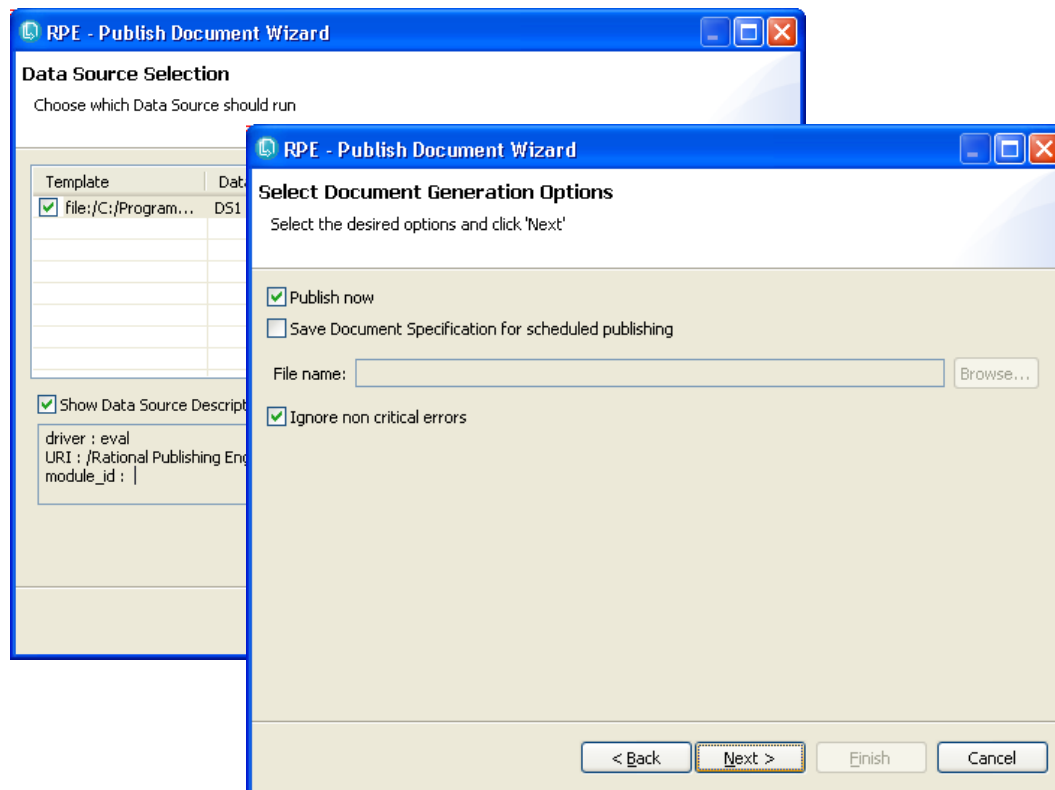 RPE - Publish Document Wizard
Data Source Selection
Choose which Data Source should run
Template
file:/C:/Program...
DS1
Show Data Source
driver : eval
URI : /Rational Publishing
module_id :
RPE - Publish Document Wizard
Select Document Generation Options
Select the desired options and click 'Next'
Publish now
Save Document Specification for scheduled publishing
File name:
Browse...
Ignore non critical errors
< Back
Next >
Finish
Cancel